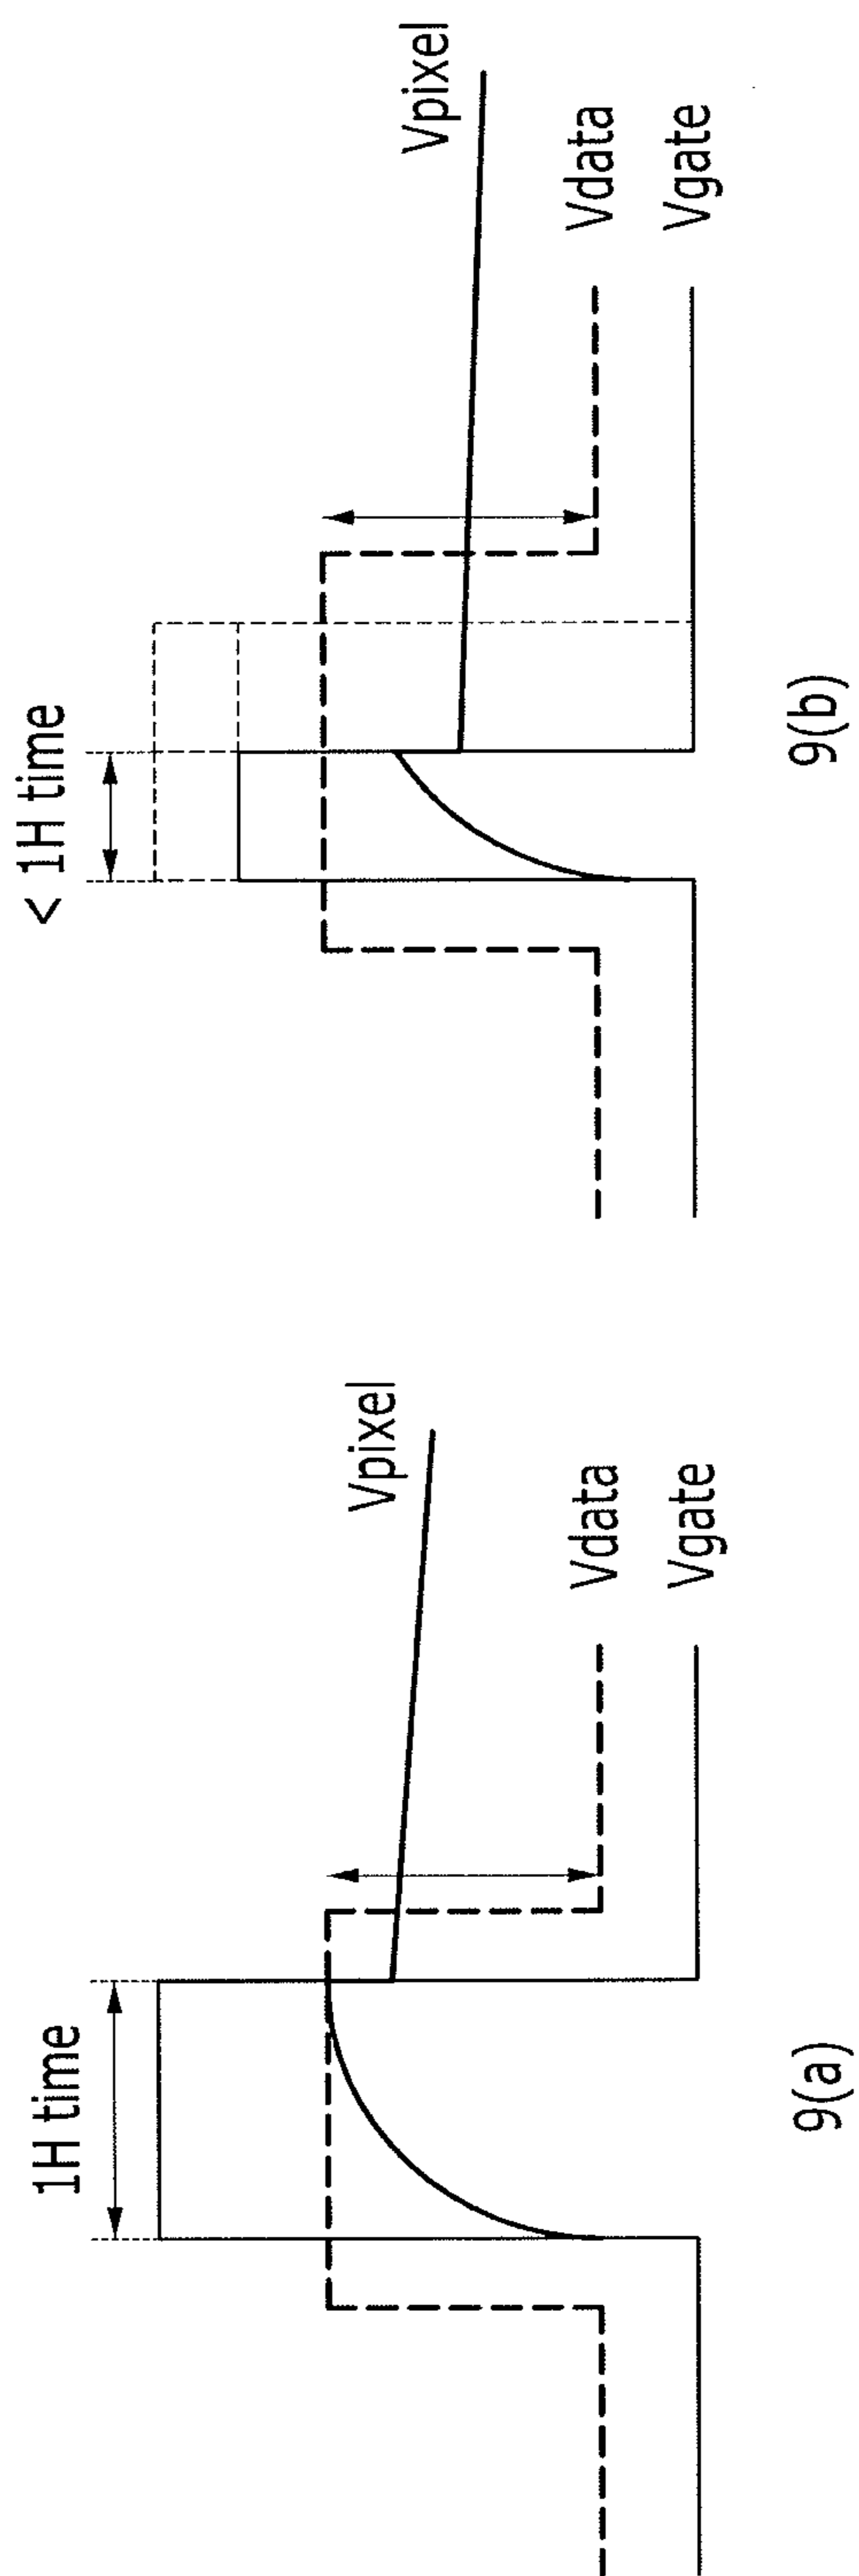 1H time
Vpixel
Vdata
Vgate
9(a)
< 1H time
Vpixel
Vdata
Vgate
9(b)